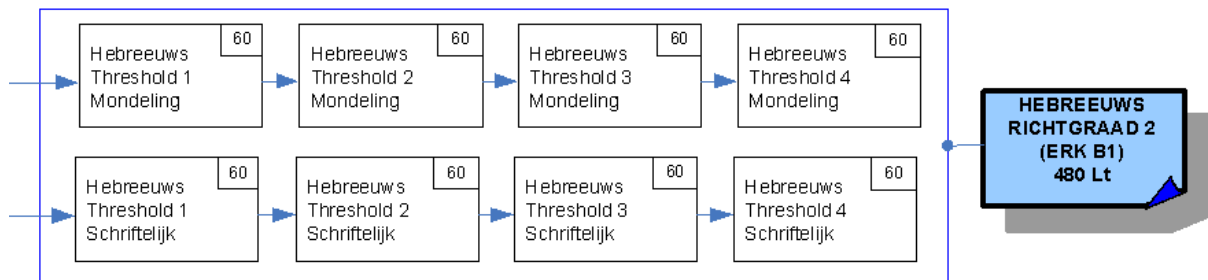 60
Hebreeuws
Threshold 1
Mondeling
60
Hebreeuws
Threshold 2
Mondeling
60
Hebreeuws
Threshold 3
Mondeling
60
Hebreeuws
Threshold 4
Mondeling
60
Hebreeuws
Threshold 1
Schriftelijk
60
Hebreeuws
Threshold 2
Schriftelijk
60
Hebreeuws
Threshold 3
Schriftelijk
60
Hebreeuws
Threshold 4
Schriftelijk
HEBREEUWS
RICHTGRAAD 2
(ERK B1)
480 Lt